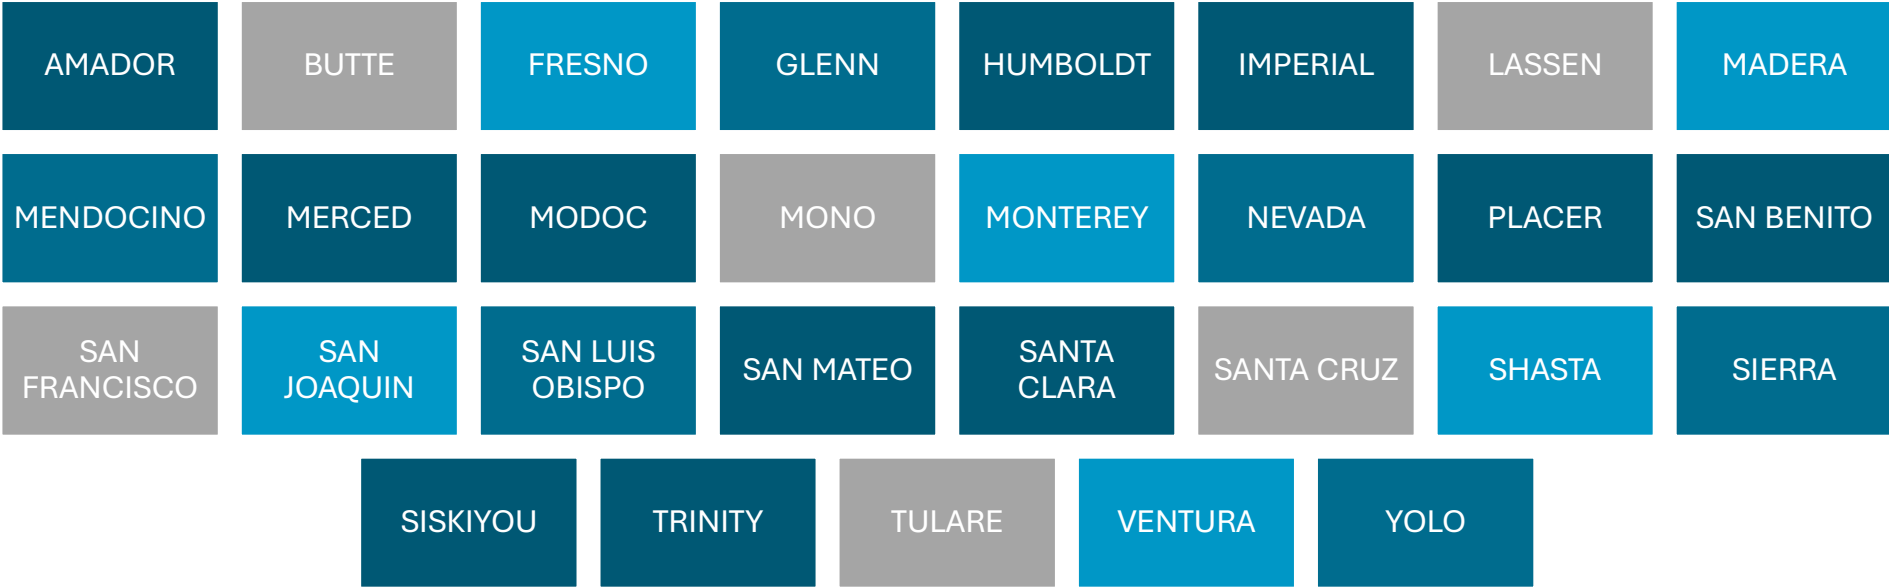 AMADOR
BUTTE
FRESNO
GLENN
HUMBOLDT
IMPERIAL
LASSEN
MADERA
MENDOCINO
MERCED
MODOC
MONO
MONTEREY
NEVADA
PLACER
SAN BENITO
SAN
FRANCISCO
SAN
JOAQUIN
SAN LUIS
OBISPO
SAN MATEO
SANTA
CLARA
SANTA CRUZ
SHASTA
SIERRA
SISKIYOU
TRINITY
TULARE
VENTURA
YOLO